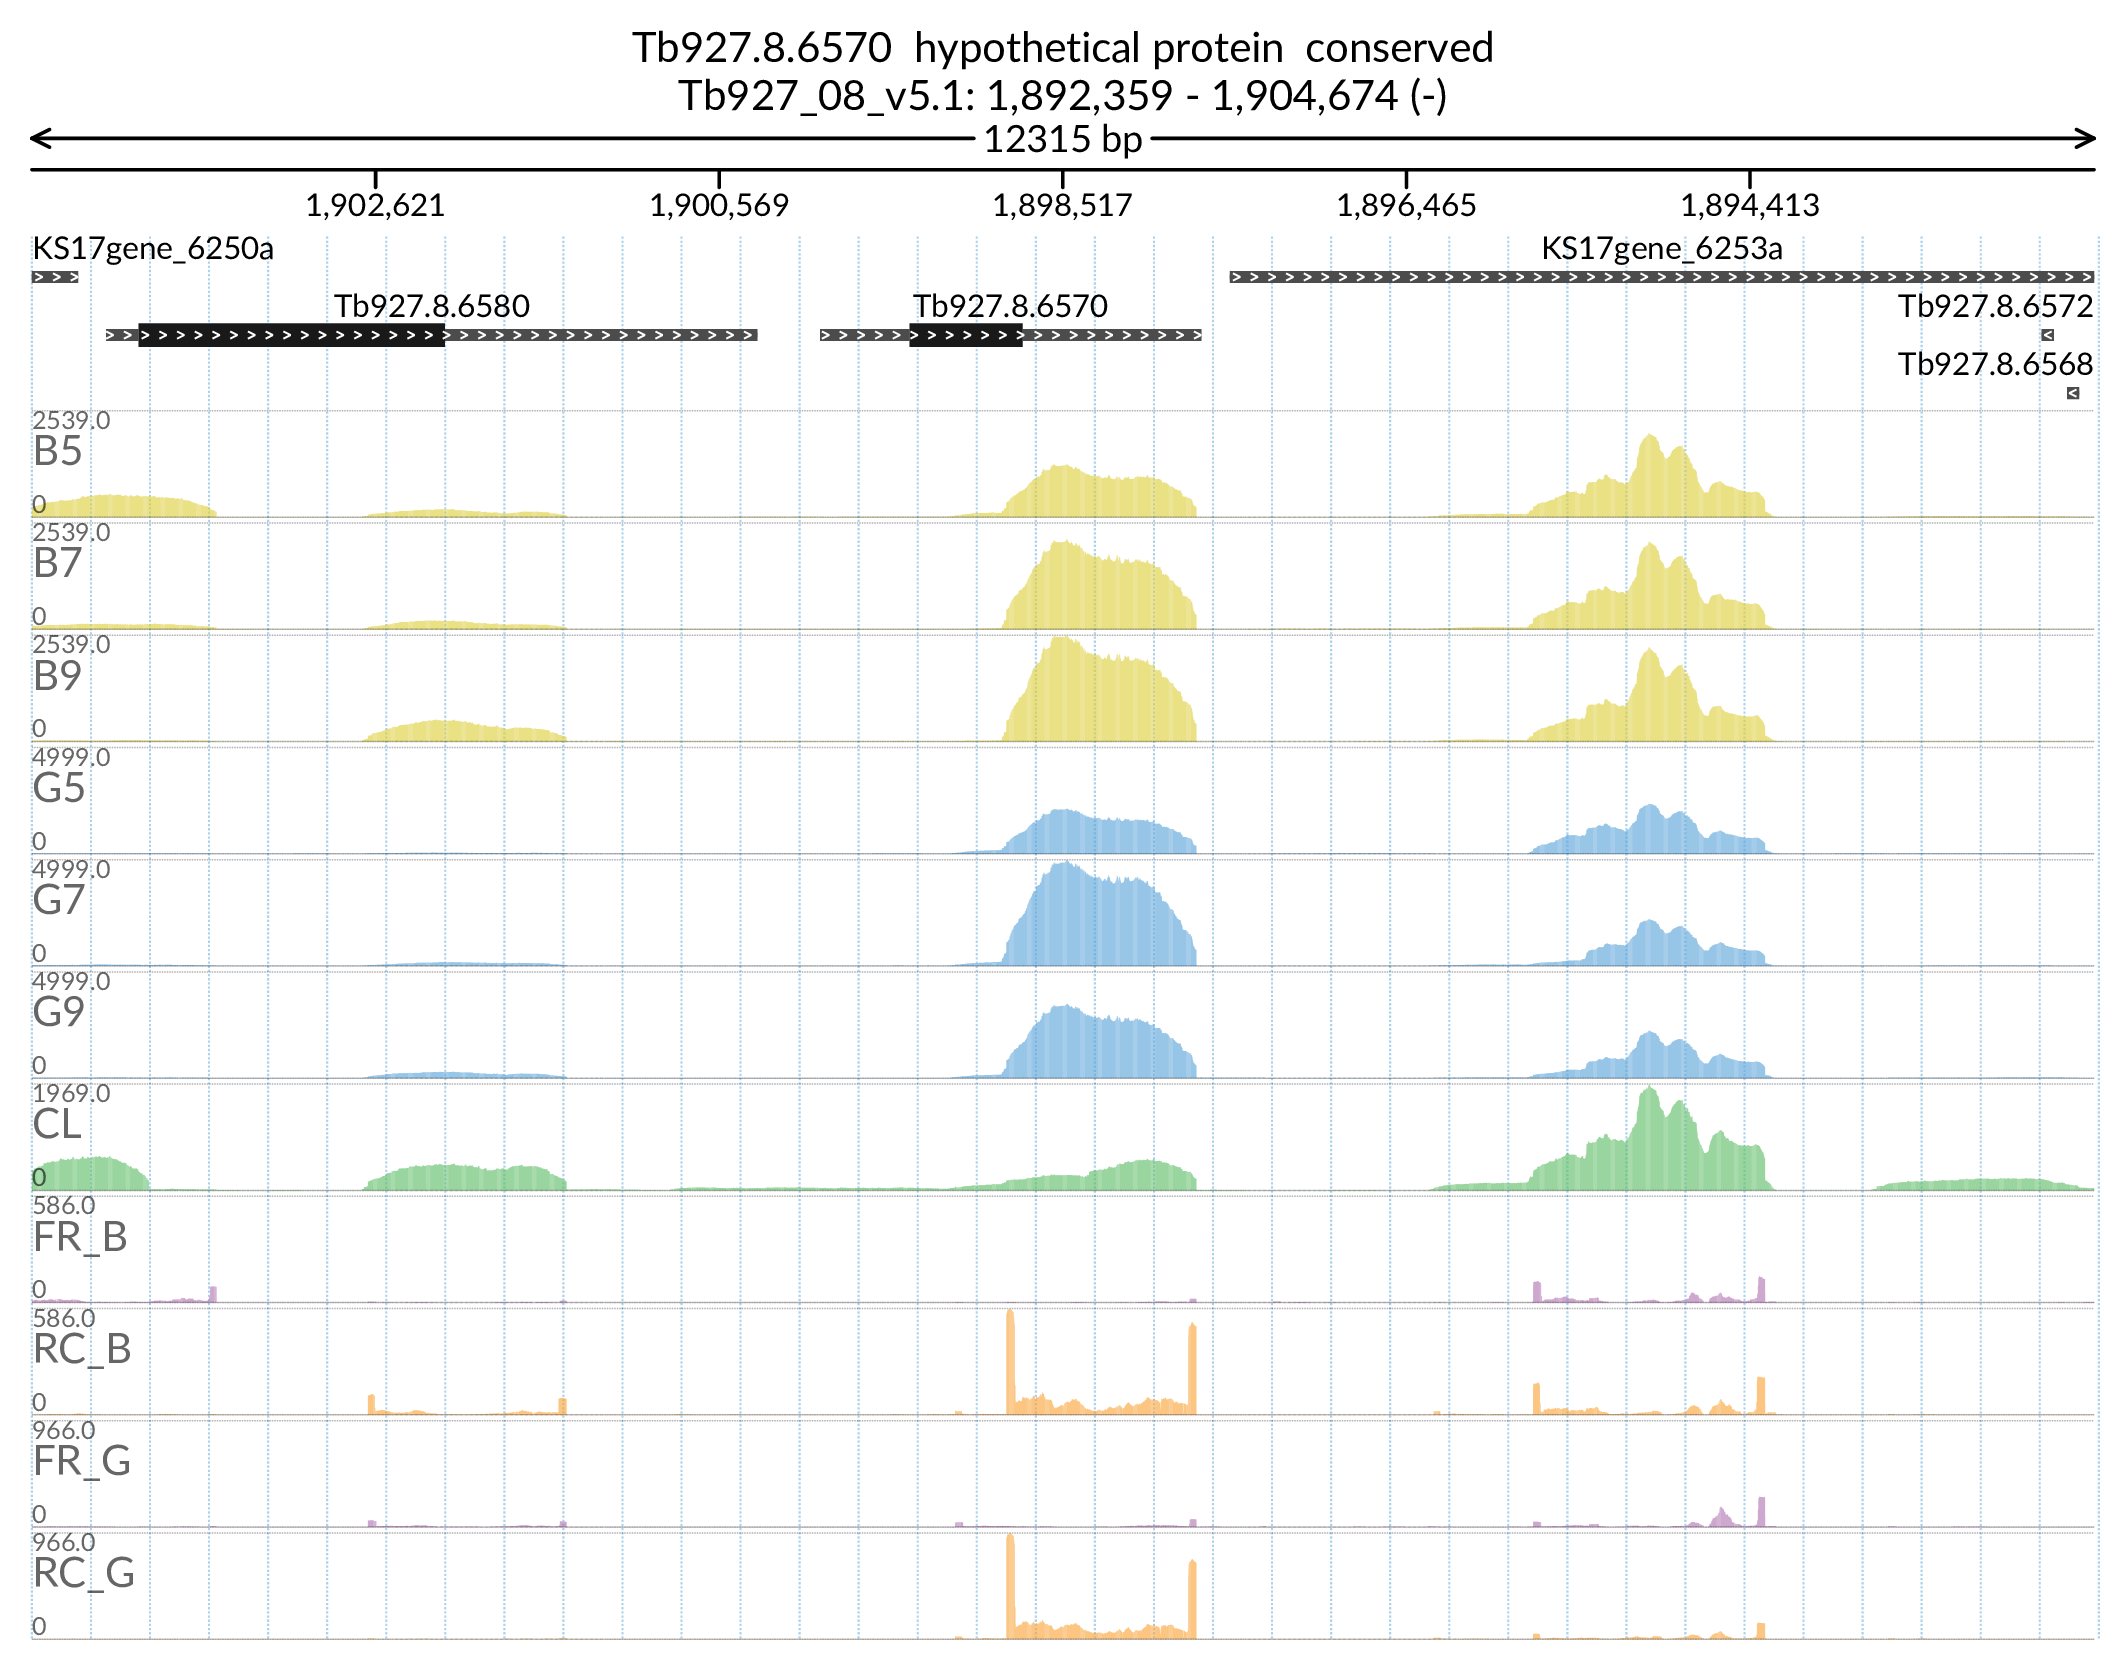 Tb927.8.6570 hypothetical protein conserved
Tb927_08_v5.1: 1,892,359 - 1,904,674 (-)
12315 bp
1,902,621 1,900,569 1,898,517 1,896,465 1,894,413
KS17gene_6250a KS17gene_6253a
Tb927.8.6580 Tb927.8.6570 Tb927.8.6572
Tb927.8.6568
2539.0
B5
0
2539.0
B7
0
2539.0
B9
0
4999.0
G5
0
4999.0
G7
0
4999.0
G9
0
1969.0
CL
0
586.0
FR_B
0
586.0
RC_B
0
966.0
FR_G
0
966.0
RC_G
0